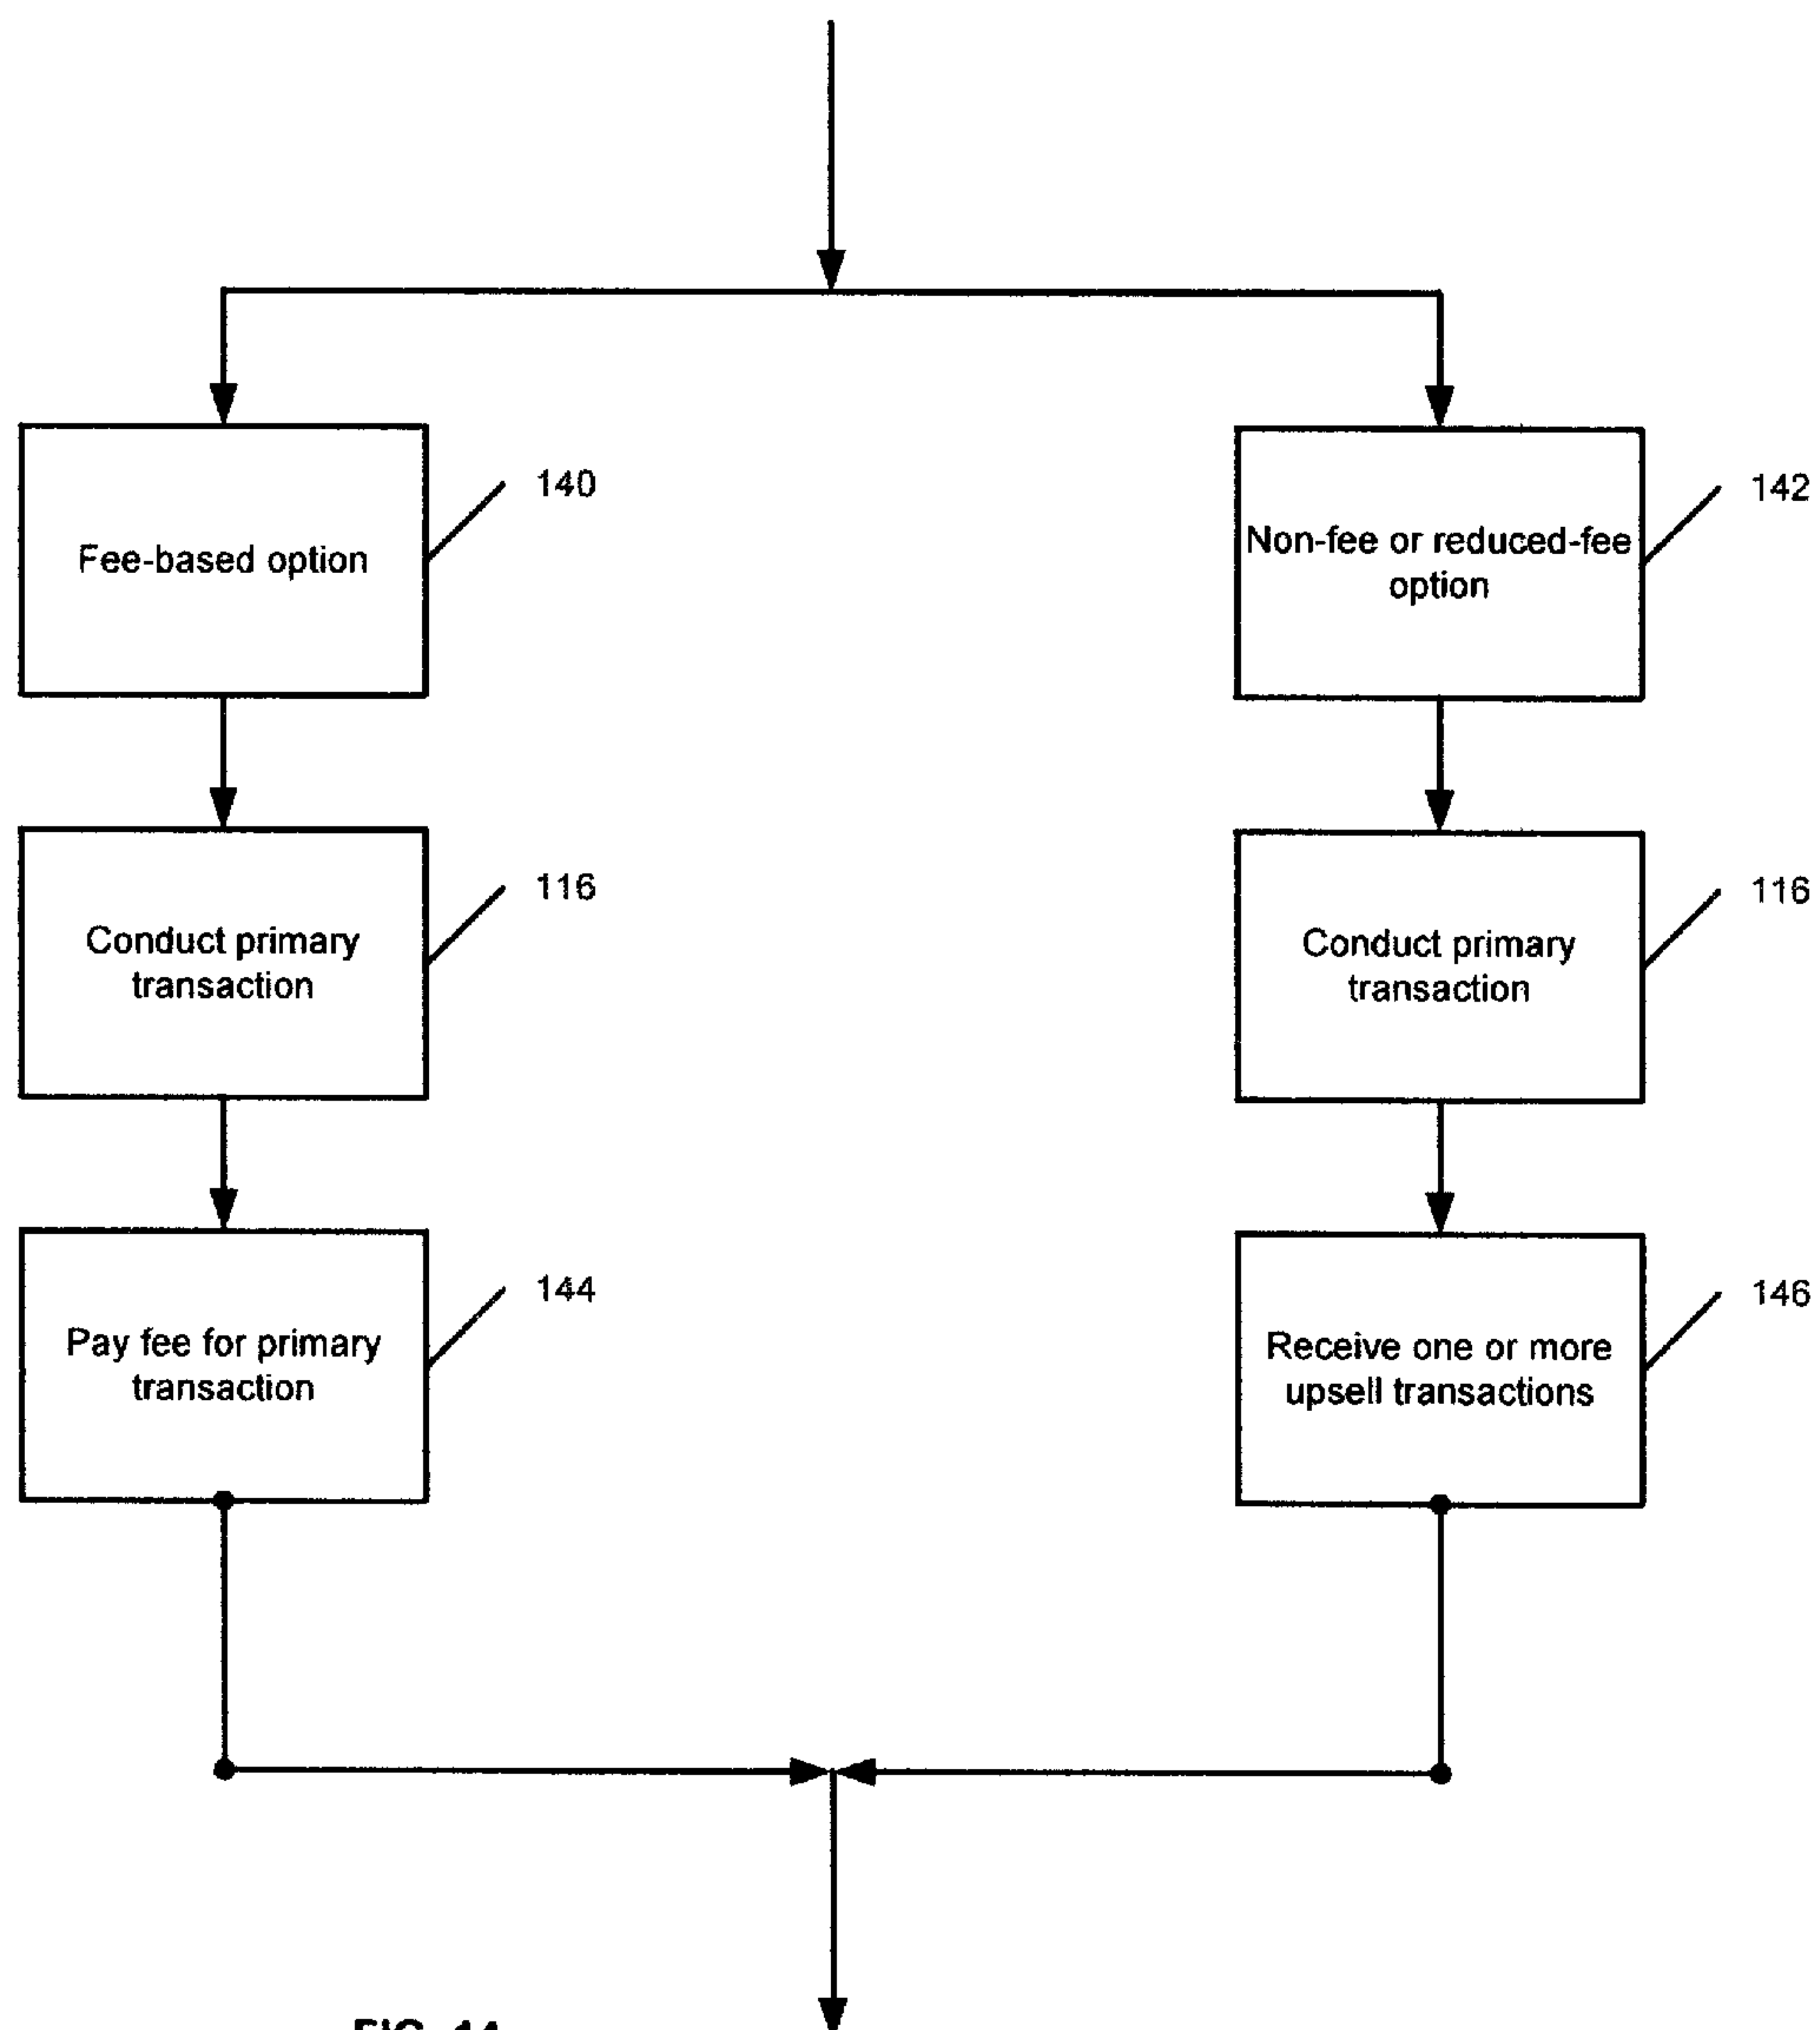 Fee-based option
140
Non-fee or reduced-fee
option
142
Conduct primary
transaction
116
Conduct primary
transaction
116
Pay fee for primary
transaction
144
Receive one or more
upsell transactions
146